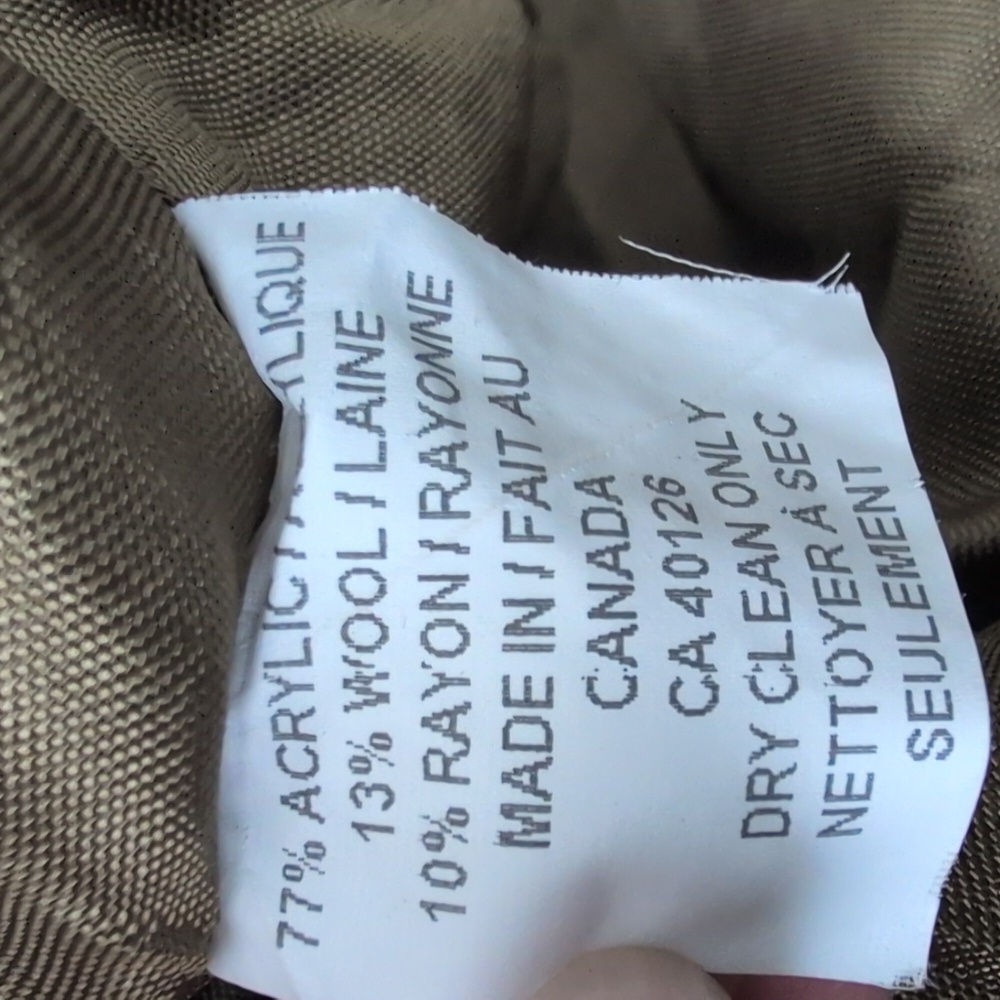 77% ACRYLIC / ACRYLIQUE
13% WOOL / LAINE
10% RAYON / RAYONNE
MADE IN / FAIT AU
CANADA
CA 40126
DRY CLEAN ONLY
NETTOYER À SEC
SEULEMENT